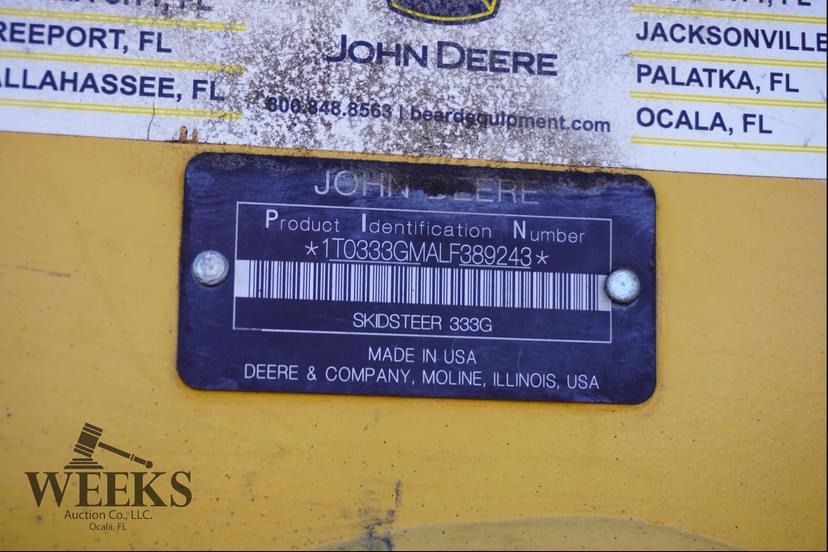 REEPORT, FL
ALLAHASSEE, FL
JOHN DEERE
800.848.8563 | beardequipment.com
JACKSONVILLE
PALATKA, FL
OCALA, FL
JOHN DEERE
Product Identification Number
*1T0333GMALF389243*
SKIDSTEER 333G
MADE IN USA
DEERE & COMPANY, MOLINE, ILLINOIS, USA
WEEKS
Auction Co., LLC.
Ocala, FL